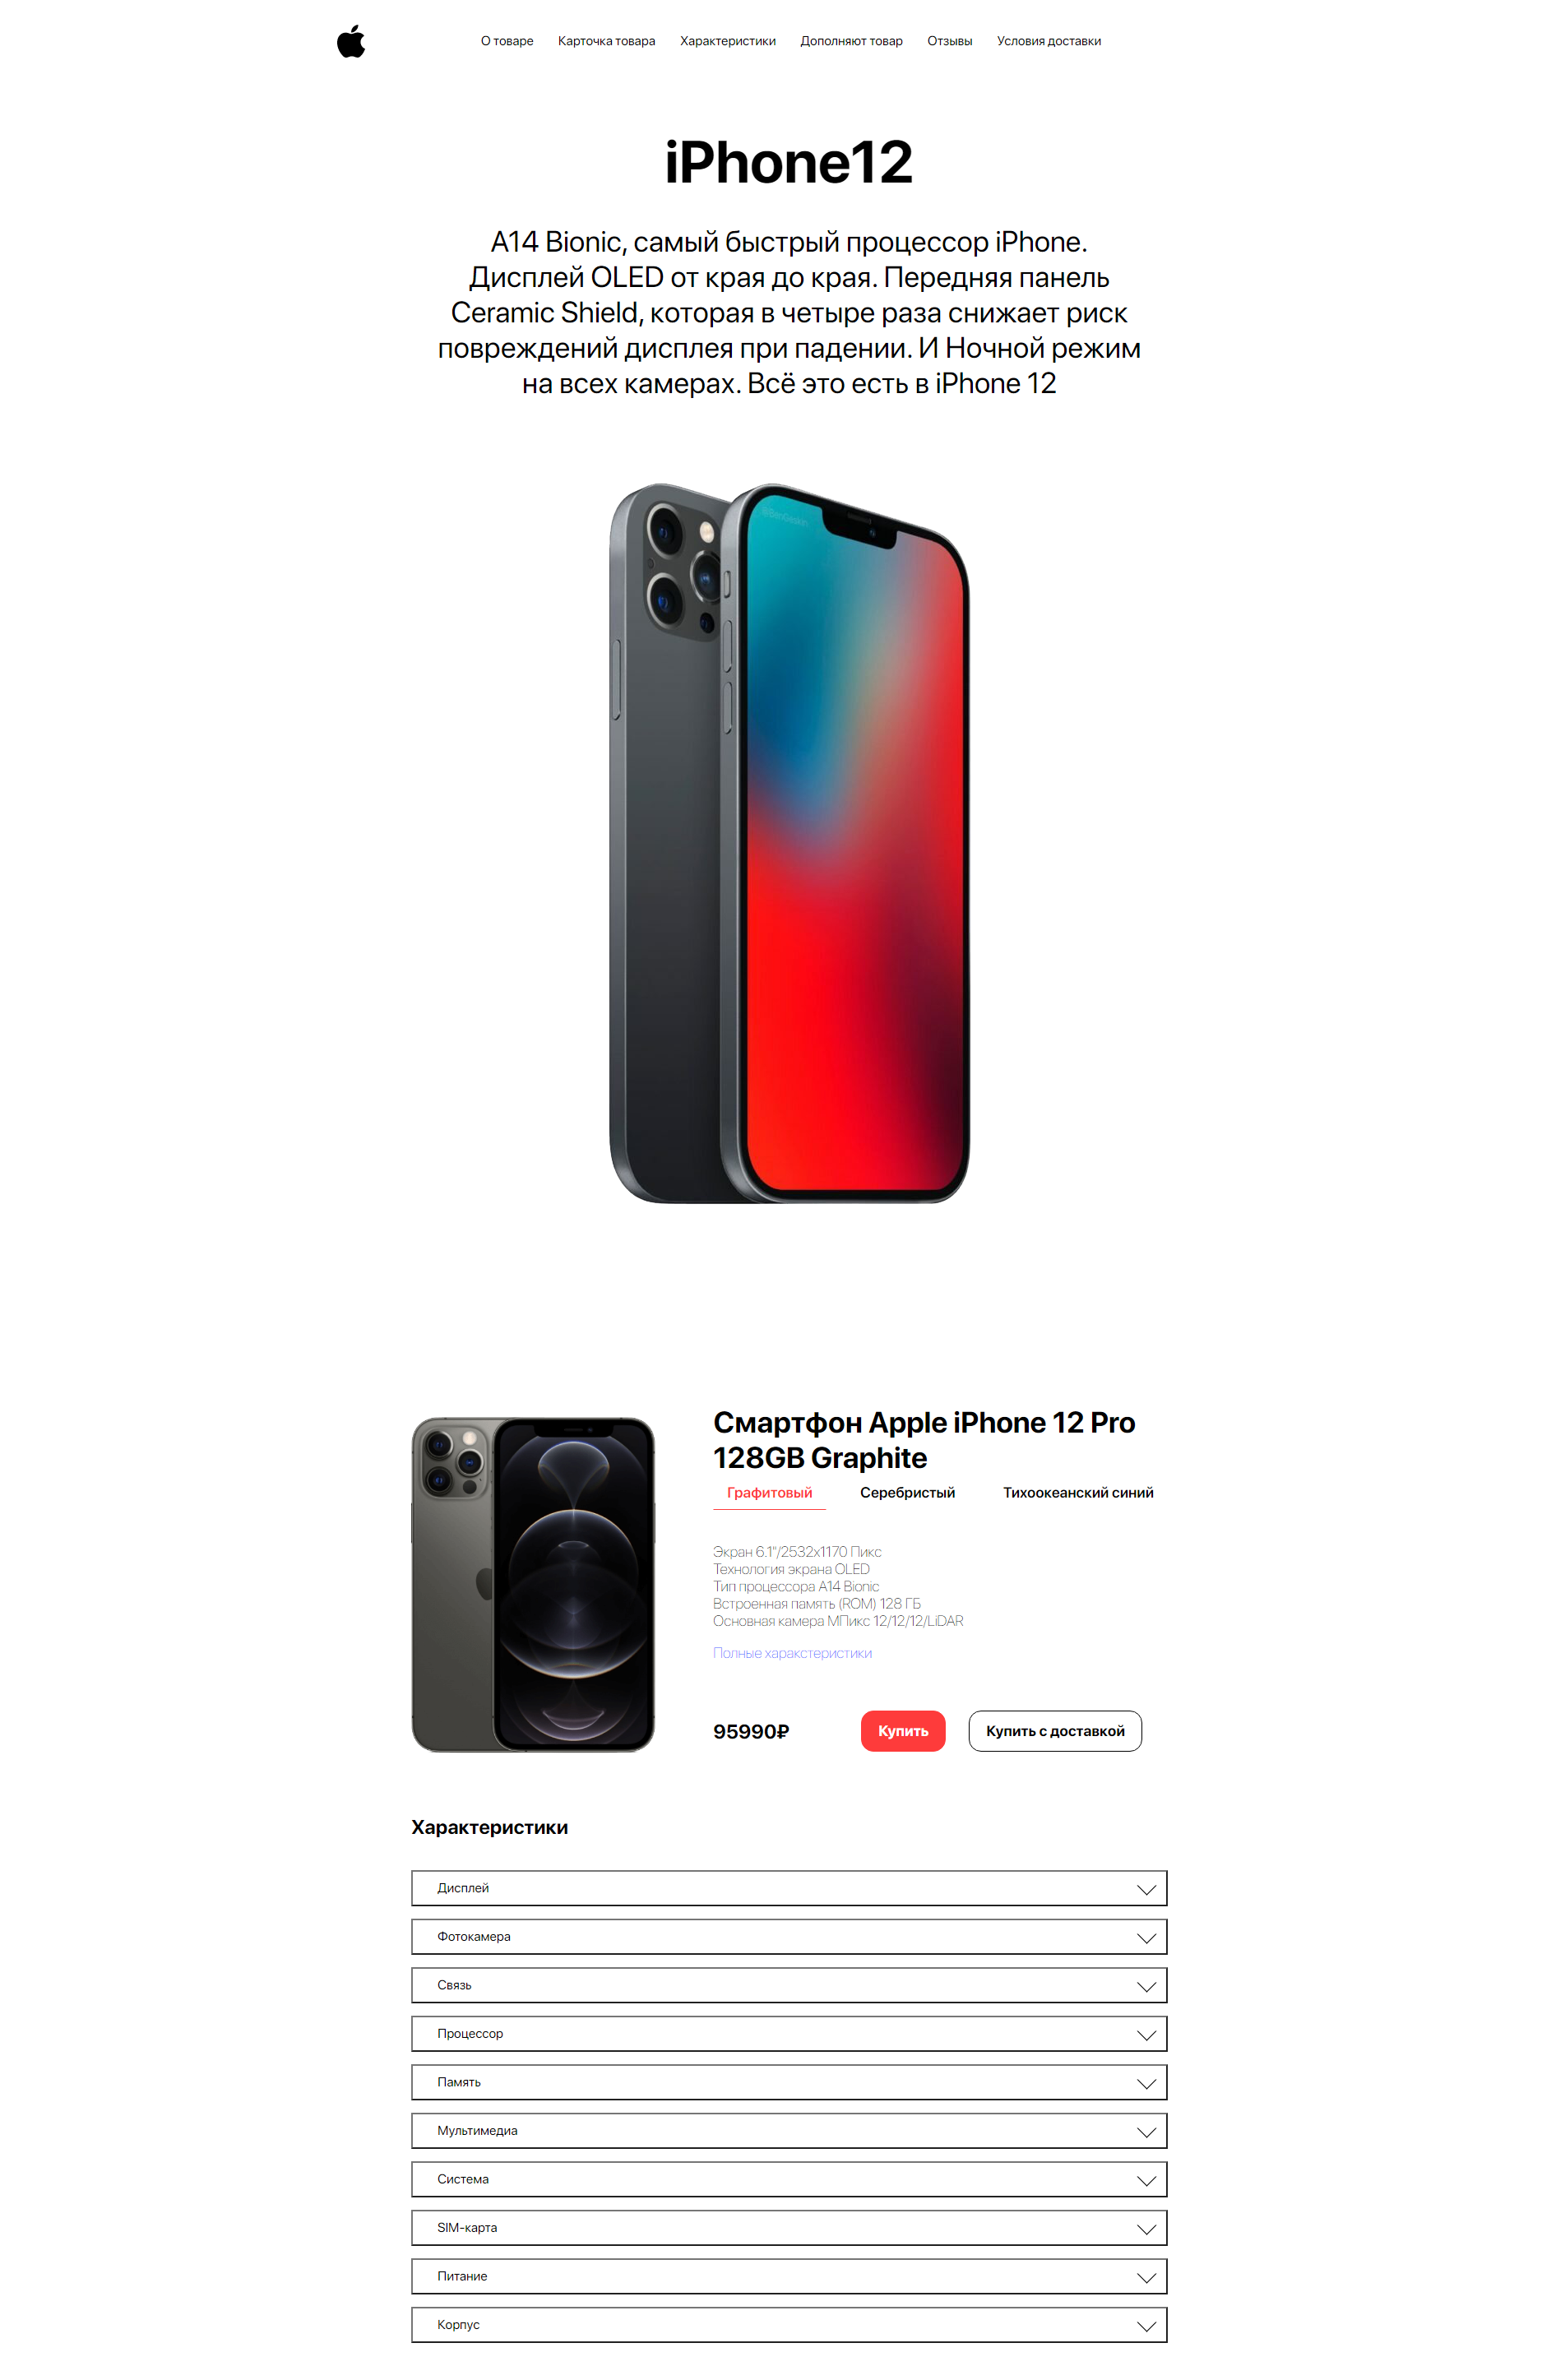 О товаре Карточка товара Характеристики Дополняют товар Отзывы Условия доставки
iPhone12
A14 Bionic, самый быстрый процессор iPhone.
Дисплей OLED от края до края. Передняя панель
Ceramic Shield, которая в четыре раза снижает риск
повреждений дисплея при падении. И Ночной режим
на всех камерах. Всё это есть в iPhone 12
Смартфон Apple iPhone 12 Pro
128GB Graphite
Графитовый Серебристый Тихоокеанский синий
Экран 6.1"/2532x1170 Пикс
Технология экрана OLED
Тип процессора A14 Bionic
Встроенная память (ROM) 128 ГБ
Основная камера МПикс 12/12/12/LiDAR
Полные характстеристики
95990₽ Купить Купить с доставкой
Характеристики
Дисплей
Фотокамера
Связь
Процессор
Память
Мультимедиа
Система
SIM-карта
Питание
Корпус